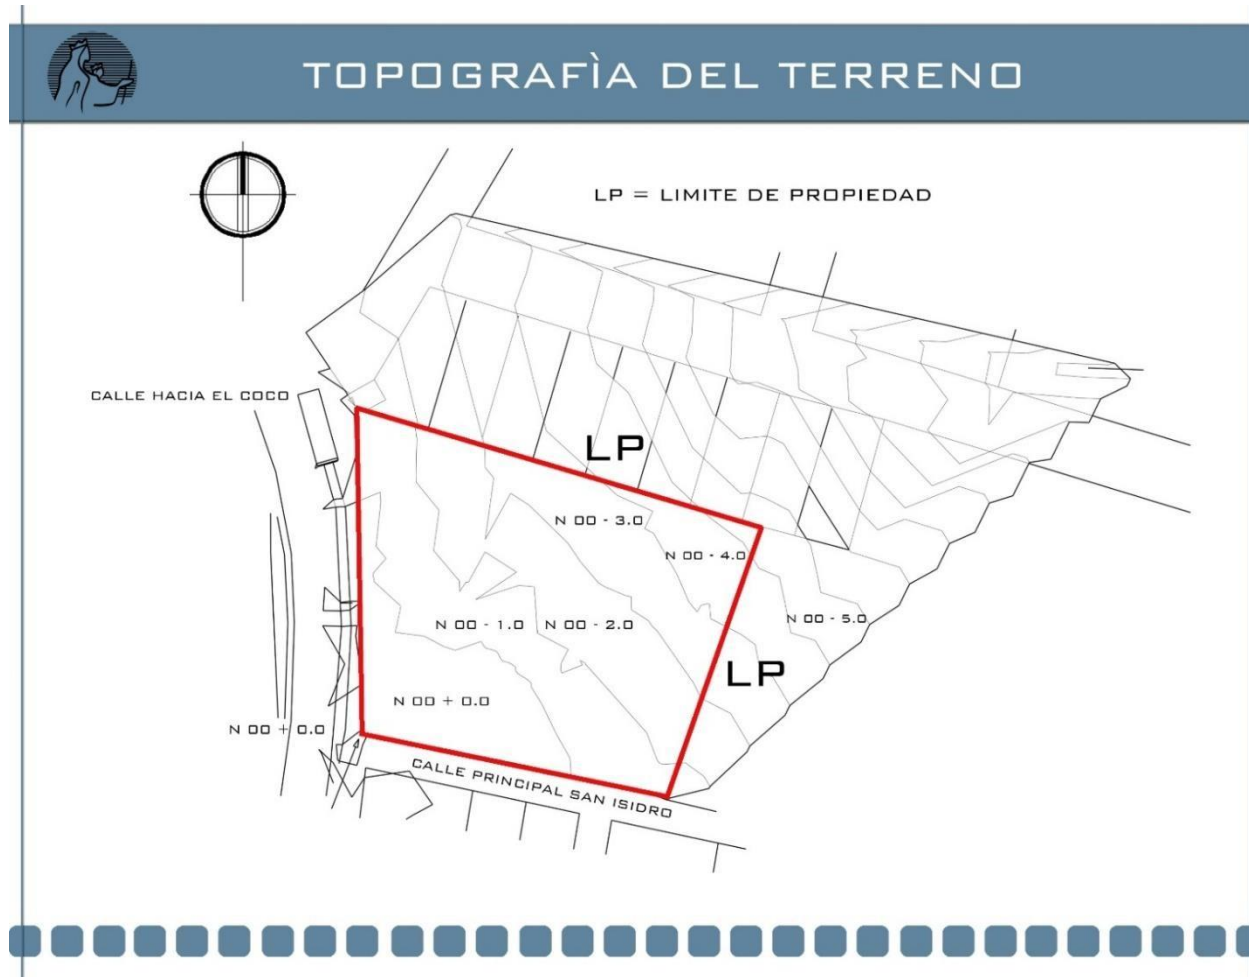 TOPOGRAFÌA DEL TERRENO
LP = LIMITE DE PROPIEDAD
CALLE HACIA EL COCO
LP
N 00 - 3.0
N 00 - 4.0
N 00 - 1.0
N 00 - 2.0
N 00 - 5.0
LP
N 00 + 0.0
N 00 + 0.0
CALLE PRINCIPAL SAN ISIDRO